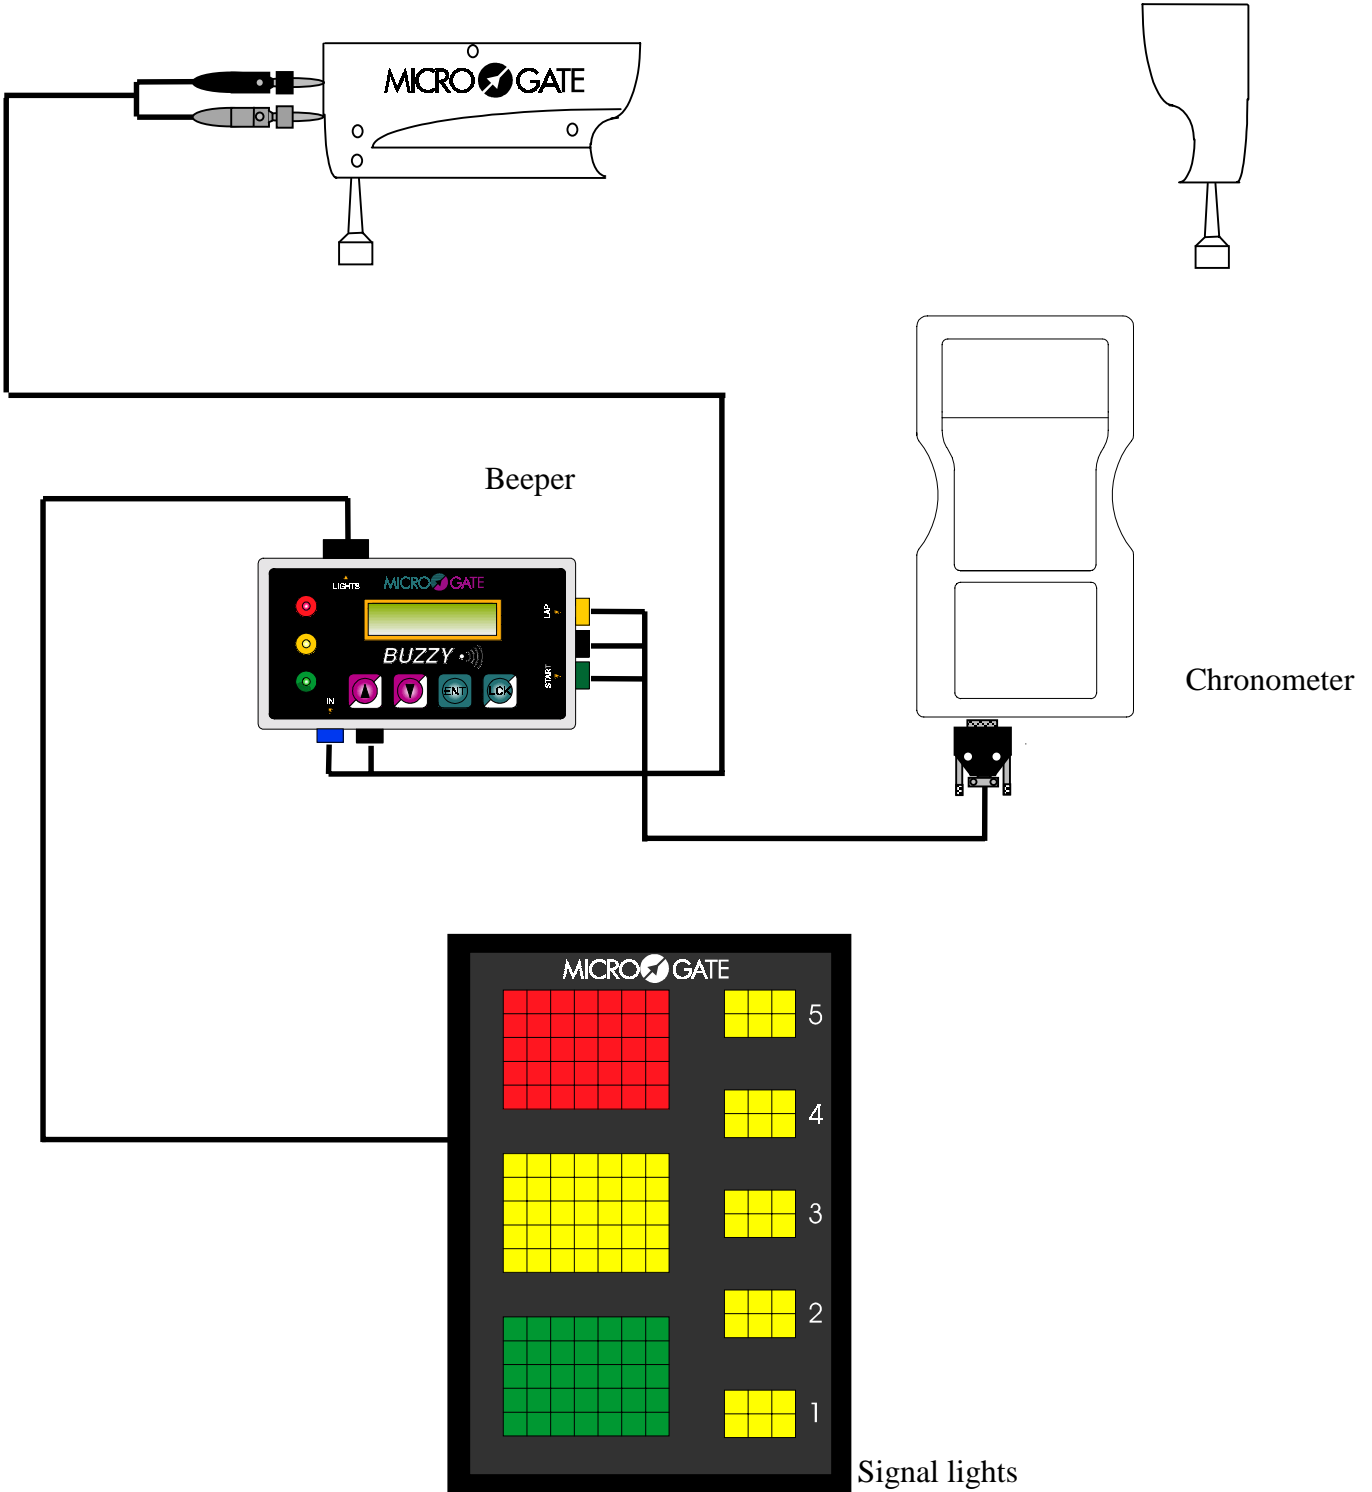 MICRO GATE
Beeper
LIGHTS
MICRO GATE
LAP
BUZZY
START
IN
ENT
LCK
Chronometer
MICRO GATE
5
4
3
2
1
Signal lights